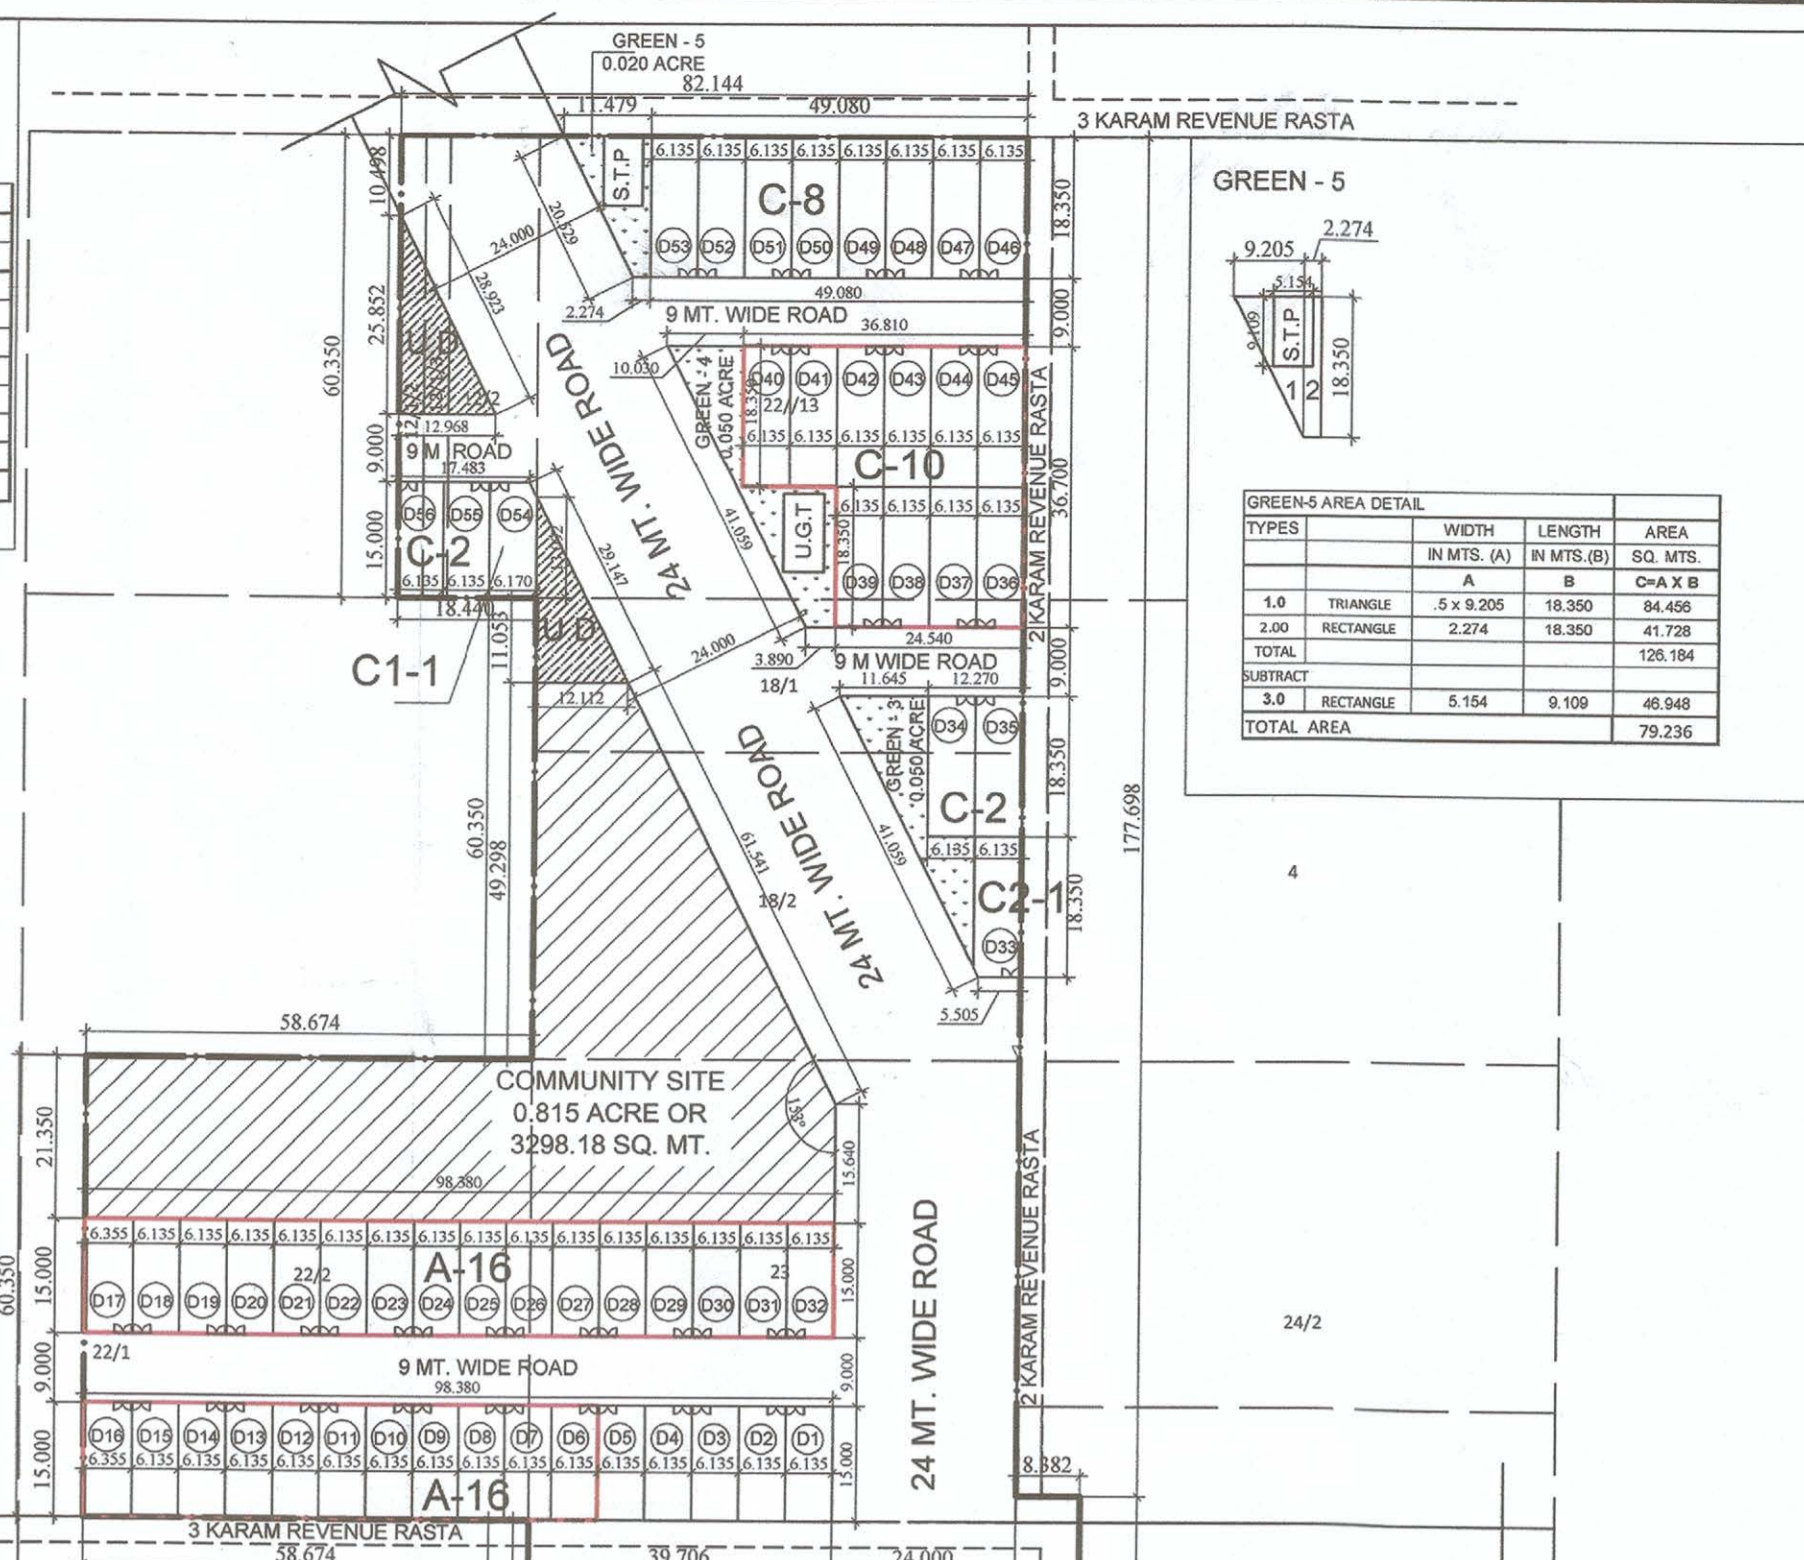 GREEN - 5
0.020 ACRE
82.144
11.479
49.080
3 KARAM REVENUE RASTA
10.498
S.T.P
6.135 6.135 6.135 6.135 6.135 6.135 6.135 6.135
C-8
18.350
20.529
24.000
D53 D52 D51 D50 D49 D48 D47 D46
28.923
25.852
60.350
2.274
49.080
9 MT. WIDE ROAD
36.810
9.000
U D
12/2
12.968
9 M ROAD
17.483
9.000
24 MT. WIDE ROAD
10.030
GREEN - 4
0.050 ACRE
18.350
D40 D41 D42 D43 D44 D45
22//13
6.135 6.135 6.135 6.135 6.135 6.135
C-10
36.700
2 KARAM REVENUE RASTA
D56 D55 D54
C-2
15.000
6.135 6.135 6.170
18.440
29.147
41.059
U.G.T
6.135 6.135 6.135 6.135
18.350
D39 D38 D37 D36
U D
11.053
C1-1
12.112
24.000
24.540
3.890
9 M WIDE ROAD
18/1
11.645
12.270
9.000
GREEN - 3
0.050 ACRE
D34 D35
C-2
18.350
6.135 6.135
C2-1
18.350
D33
5.505
24 MT. WIDE ROAD
41.059
61.541
18/2
60.350
49.298
177.698
58.674
COMMUNITY SITE
0.815 ACRE OR
3298.18 SQ. MT.
153°
21.350
15.640
98.380
6.355 6.135 6.135 6.135 6.135 6.135 6.135 6.135 6.135 6.135 6.135 6.135 6.135 6.135 6.135 6.135
A-16
22/2
23
D17 D18 D19 D20 D21 D22 D23 D24 D25 D26 D27 D28 D29 D30 D31 D32
15.000
15.000
60.350
22/1
9 MT. WIDE ROAD
98.380
9.000
9.000
D16 D15 D14 D13 D12 D11 D10 D9 D8 D7 D6 D5 D4 D3 D2 D1
6.355 6.135 6.135 6.135 6.135 6.135 6.135 6.135 6.135 6.135 6.135 6.135 6.135 6.135 6.135 6.135
A-16
15.000
15.000
3 KARAM REVENUE RASTA
58.674
39.706
24.000
24 MT. WIDE ROAD
2 KARAM REVENUE RASTA
8.382
4
24/2
GREEN - 5
2.274
9.205
5.154
9.109
S.T.P
1 2
18.350
GREEN-5 AREA DETAIL
TYPES WIDTH LENGTH AREA
IN MTS. (A) IN MTS.(B) SQ. MTS.
A B C=A X B
1.0 TRIANGLE .5 x 9.205 18.350 84.456
2.00 RECTANGLE 2.274 18.350 41.728
TOTAL 126.184
SUBTRACT
3.0 RECTANGLE 5.154 9.109 46.948
TOTAL AREA 79.236